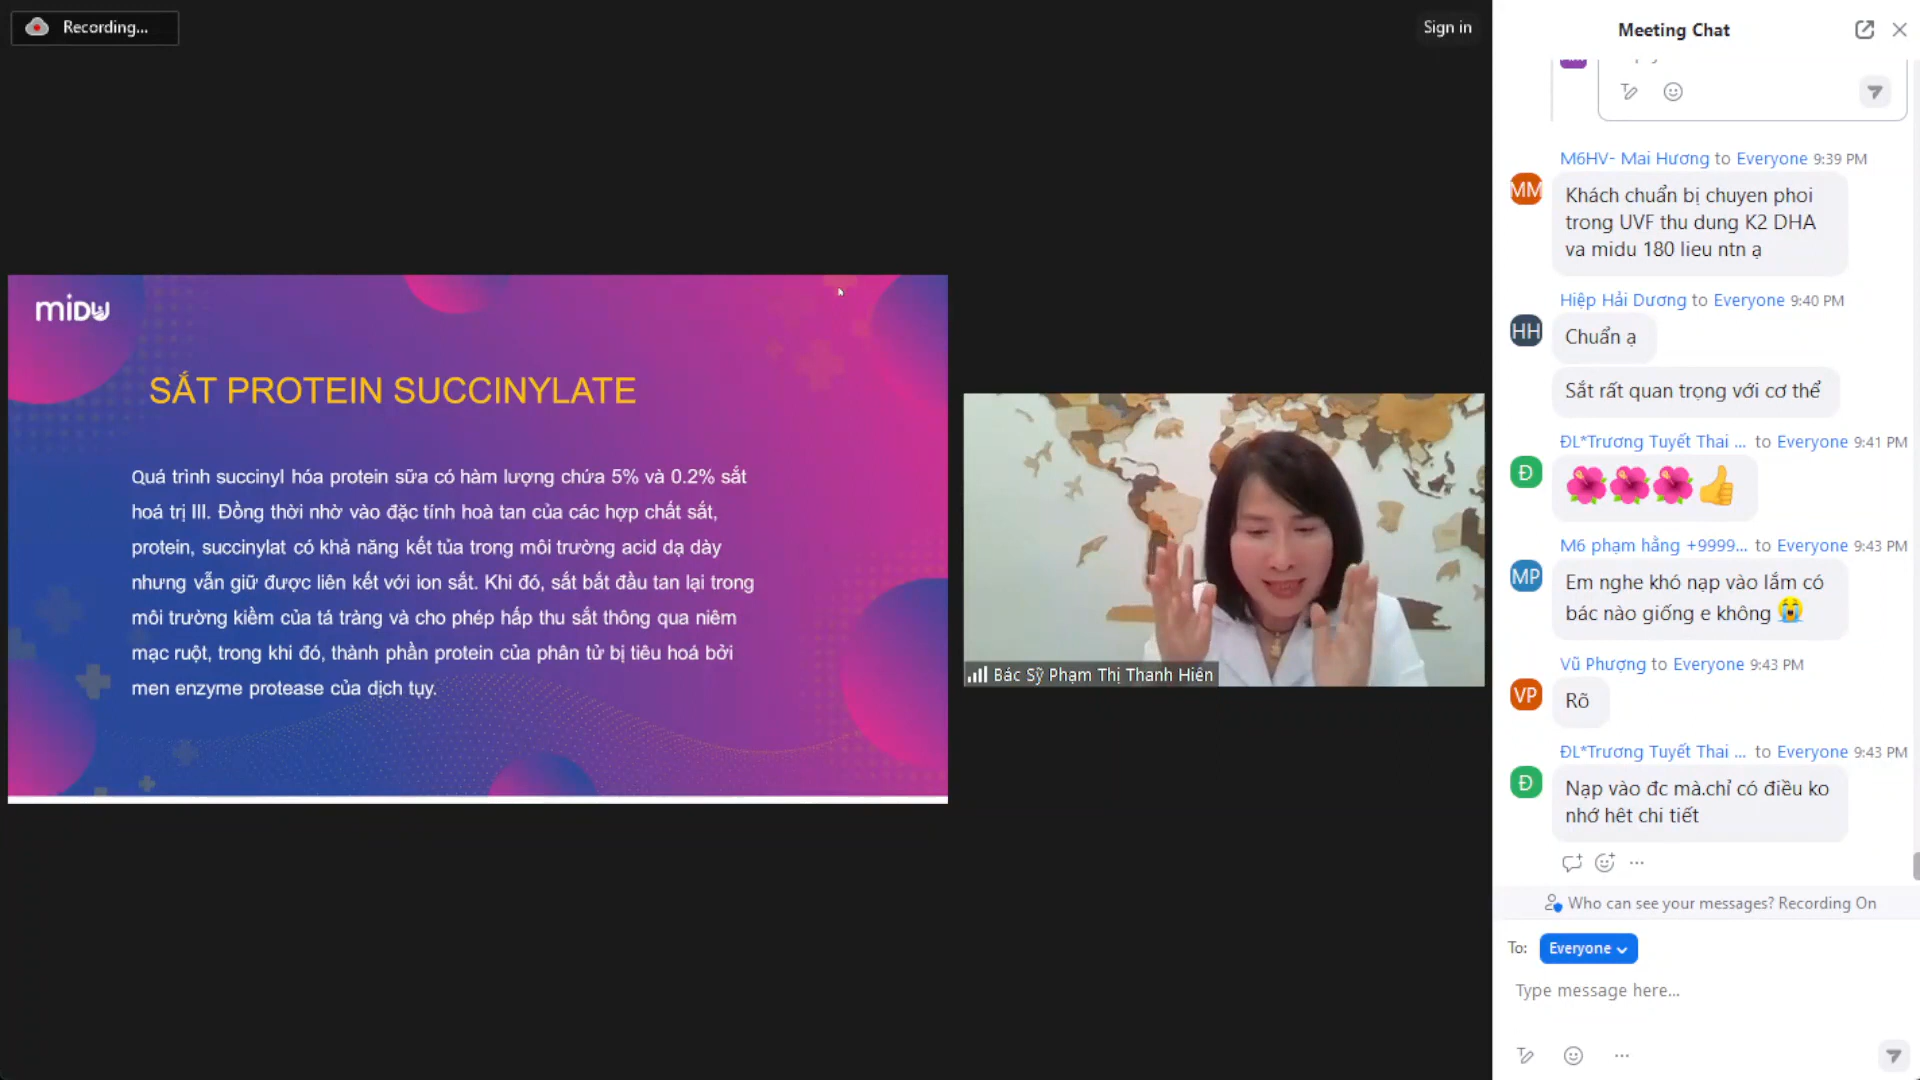 Recording...
Sign in
MIDU
SẮT PROTEIN SUCCINYLATE
Quá trình succinyl hóa protein sữa có hàm lượng chứa 5% và 0.2% sắt
hoá trị III. Đồng thời nhờ vào đặc tính hoà tan của các hợp chất sắt,
protein, succinylat có khả năng kết tủa trong môi trường acid dạ dày
nhưng vẫn giữ được liên kết với ion sắt. Khi đó, sắt bắt đầu tan lại trong
môi trường kiềm của tá tràng và cho phép hấp thu sắt thông qua niêm
mạc ruột, trong khi đó, thành phần protein của phân tử bị tiêu hoá bởi
men enzyme protease của dịch tụy.
Bác Sỹ Phạm Thị Thanh Hiên
Meeting Chat
M6HV- Mai Hương to Everyone 9:39 PM
MM
Khách chuẩn bị chuyen phoi
trong UVF thu dung K2 DHA
va midu 180 lieu ntn ạ
Hiệp Hải Dương to Everyone 9:40 PM
HH
Chuẩn ạ
Sắt rất quan trọng với cơ thể
ĐL*Trương Tuyết Thai ... to Everyone 9:41 PM
Đ
M6 phạm hằng +9999... to Everyone 9:43 PM
MP
Em nghe khó nạp vào lắm có
bác nào giống e không
Vũ Phượng to Everyone 9:43 PM
VP
Rõ
ĐL*Trương Tuyết Thai ... to Everyone 9:43 PM
Đ
Nạp vào đc mà.chỉ có điều ko
nhớ hêt chi tiết
Who can see your messages? Recording On
To: Everyone
Type message here...